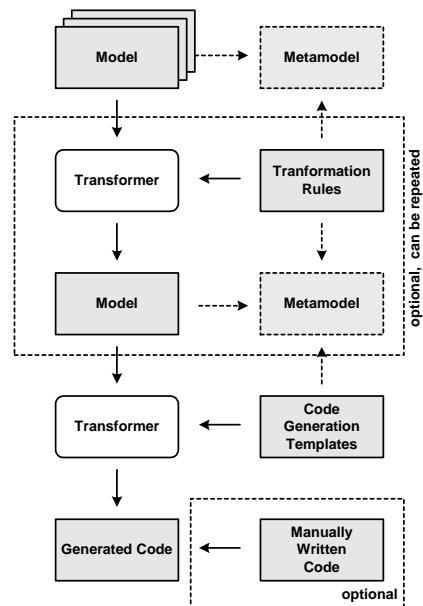 Model
Metamodel
Transformer
Tranformation
Rules
optional, can be repeated
Model
Metamodel
Transformer
Code
Generation
Templates
Generated Code
Manually
Written
Code
optional